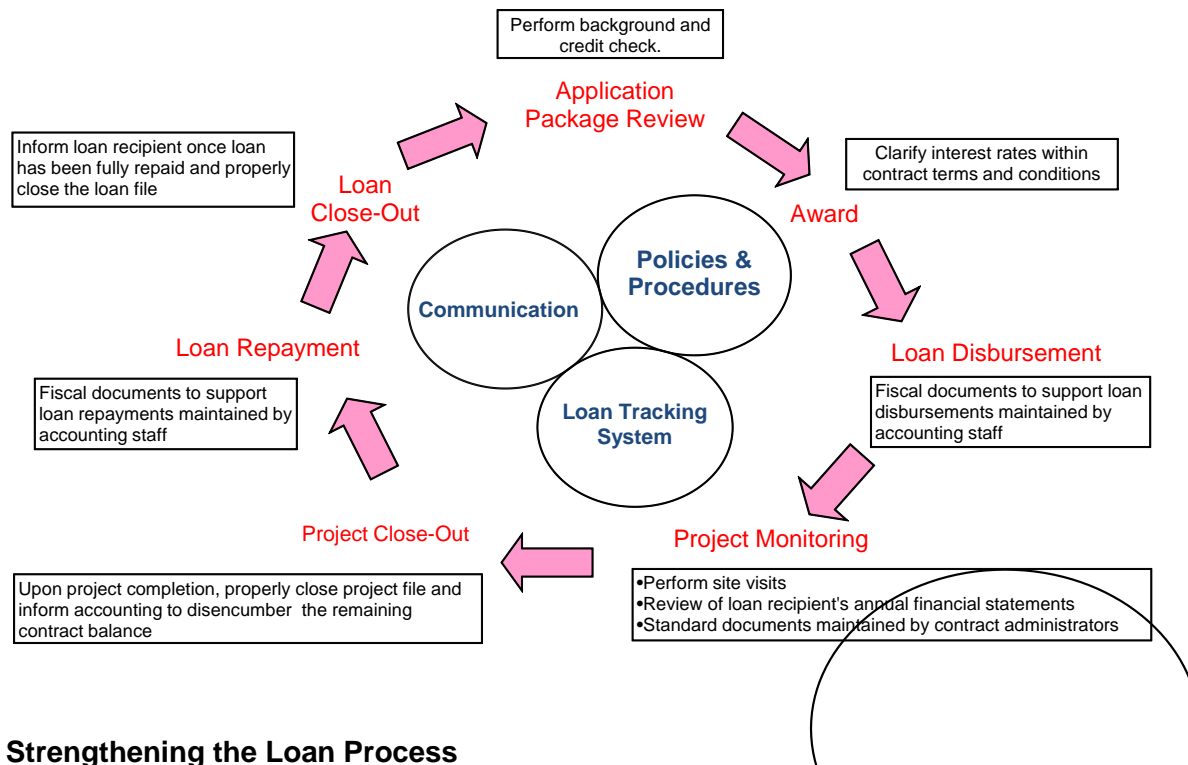 Perform background and
credit check.
Application
Package Review
Inform loan recipient once loan
has been fully repaid and properly
close the loan file
Clarify interest rates within
contract terms and conditions
Loan
Close-Out
Award
Policies &
Procedures
Communication
Loan Repayment
Loan Disbursement
Fiscal documents to support
loan repayments maintained by
accounting staff
Fiscal documents to support loan
disbursements maintained by
accounting staff
Loan Tracking
System
Project Close-Out
Project Monitoring
Upon project completion, properly close project file and
inform accounting to disencumber the remaining
contract balance
•Perform site visits
•Review of loan recipient's annual financial statements
•Standard documents maintained by contract administrators
Strengthening the Loan Process